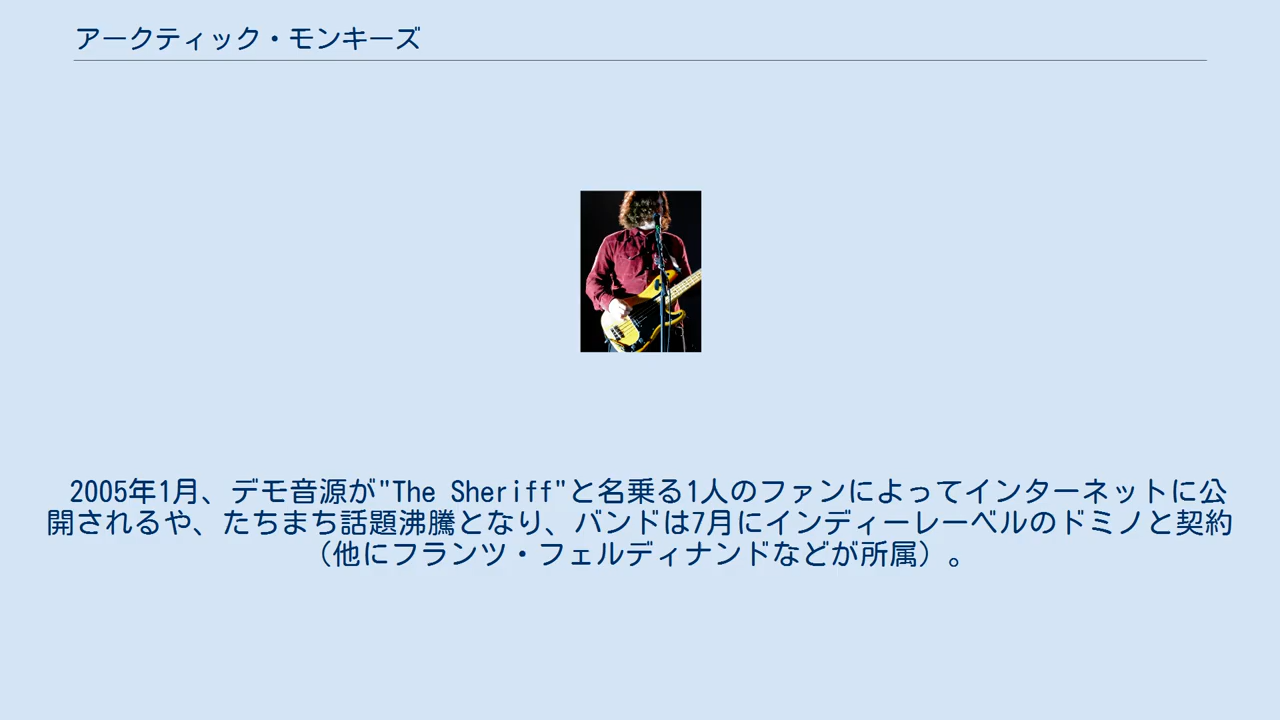 アークティック・モンキーズ
2005年1月、デモ音源が"The Sheriff"と名乗る1人のファンによってインターネットに公
開されるや、たちまち話題沸騰となり、バンドは7月にインディーレーベルのドミノと契約
（他にフランツ・フェルディナンドなどが所属）。